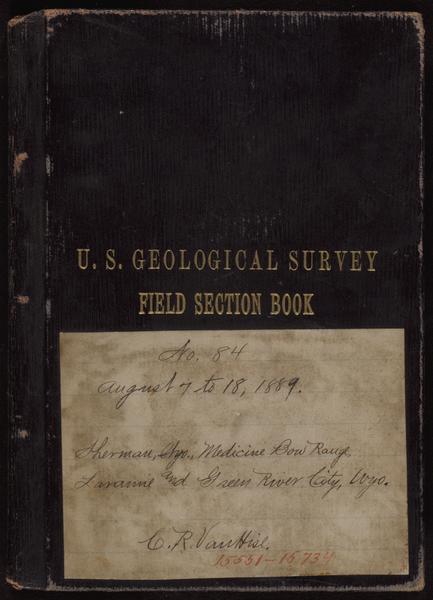 U. S. GEOLOGICAL SURVEY
FIELD SECTION BOOK
No. 84
August 7 to 18, 1889.
Sherman, Wyo., Medicine Bow Range
Laramie and Green River City, Wyo.
C. R. Van Hise.
15551-15734